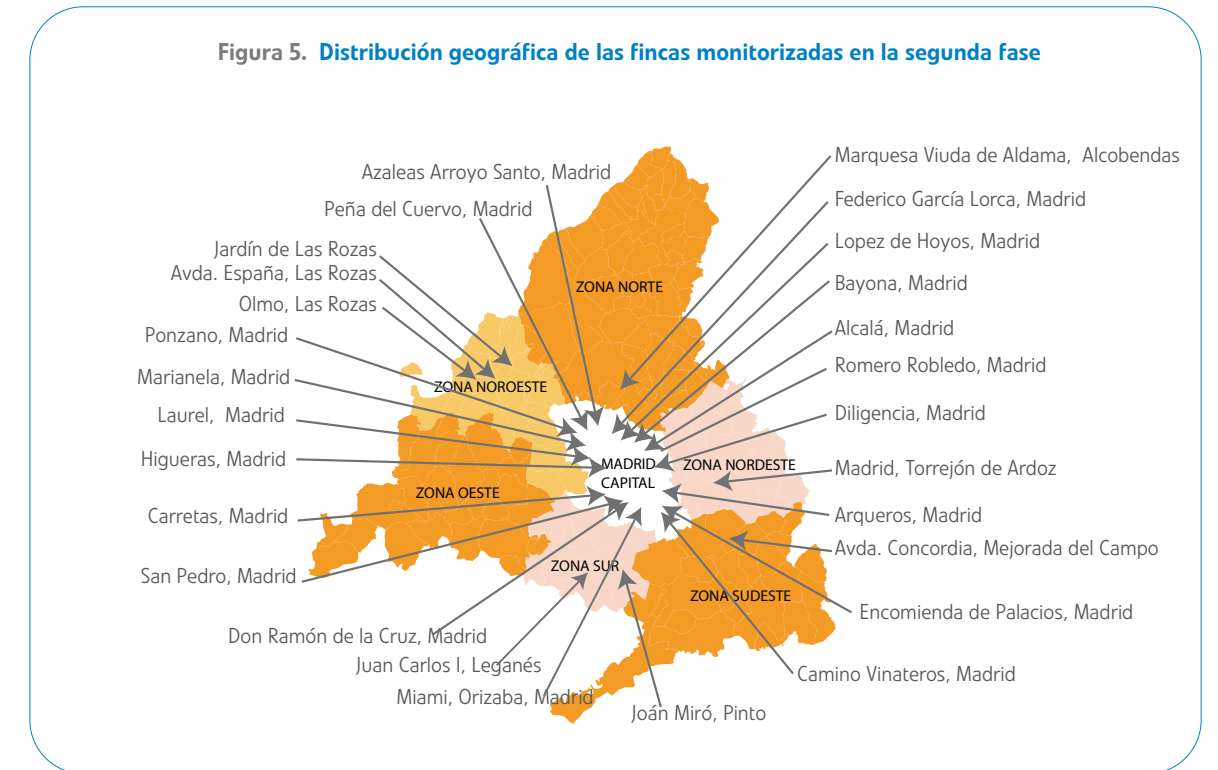 Figura 5. Distribución geográfica de las fincas monitorizadas en la segunda fase
Azaleas Arroyo Santo, Madrid
Peña del Cuervo, Madrid
Jardín de Las Rozas
Avda. España, Las Rozas
Olmo, Las Rozas
Ponzano, Madrid
Marianela, Madrid
Laurel, Madrid
Higueras, Madrid
Carretas, Madrid
San Pedro, Madrid
Don Ramón de la Cruz, Madrid
Juan Carlos I, Leganés
Miami, Orizaba, Madrid
Joán Miró, Pinto
ZONA NORTE
ZONA NOROESTE
ZONA OESTE
MADRID
CAPITAL
ZONA NORDESTE
ZONA SUR
ZONA SUDESTE
Marquesa Viuda de Aldama, Alcobendas
Federico García Lorca, Madrid
Lopez de Hoyos, Madrid
Bayona, Madrid
Alcalá, Madrid
Romero Robledo, Madrid
Diligencia, Madrid
Madrid, Torrejón de Ardoz
Arqueros, Madrid
Avda. Concordia, Mejorada del Campo
Encomienda de Palacios, Madrid
Camino Vinateros, Madrid